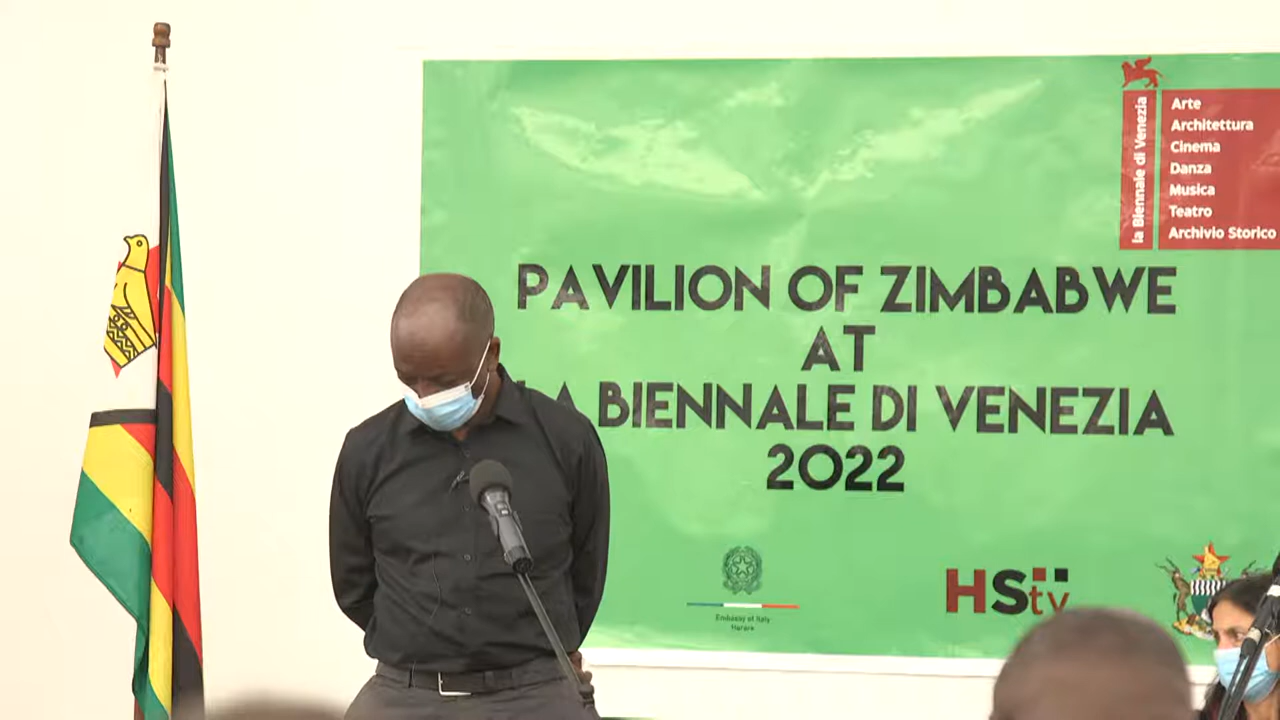 la Biennale di Venezia
Arte
Architettura
Cinema
Danza
Musica
Teatro
Archivio Storico
PAVILION OF ZIMBABWE
AT
LA BIENNALE DI VENEZIA
2022
Embassy of Italy
Harare
HStv